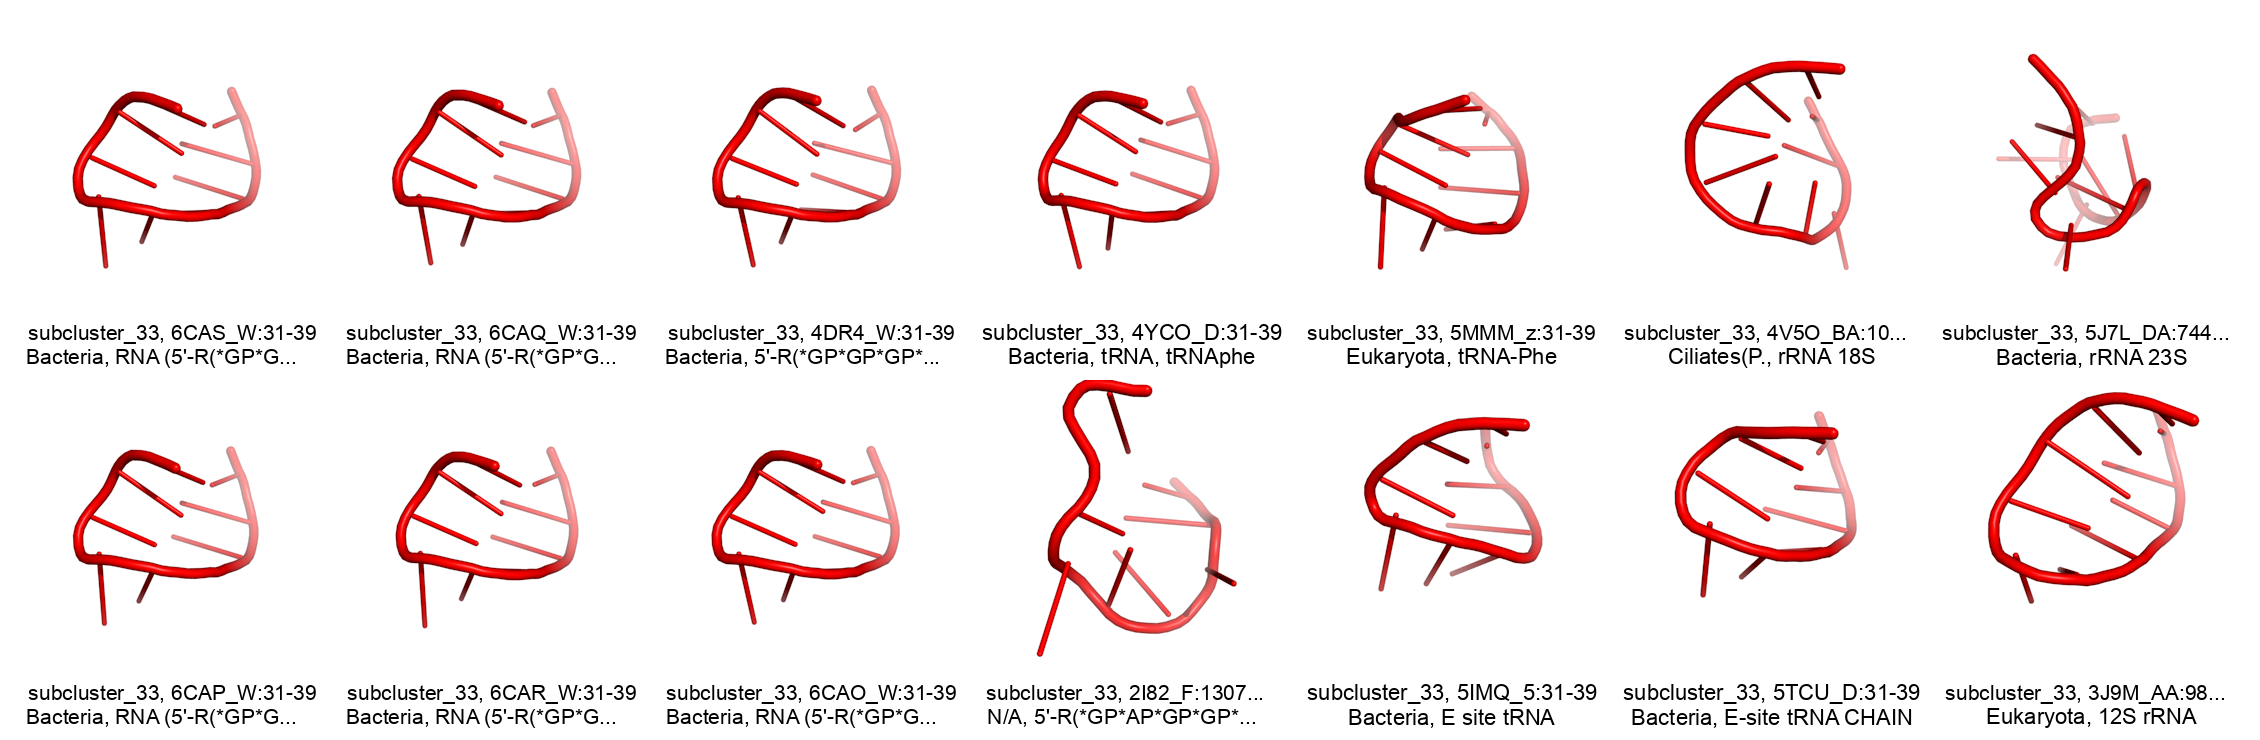 subcluster_33, 6CAS_W:31-39
Bacteria, RNA (5'-R(*GP*G...
subcluster_33, 6CAQ_W:31-39
Bacteria, RNA (5'-R(*GP*G...
subcluster_33, 4DR4_W:31-39
Bacteria, 5'-R(*GP*GP*GP*...
subcluster_33, 4YCO_D:31-39
Bacteria, tRNA, tRNAphe
subcluster_33, 5MMM_z:31-39
Eukaryota, tRNA-Phe
subcluster_33, 4V5O_BA:10...
Ciliates(P., rRNA 18S
subcluster_33, 5J7L_DA:744...
Bacteria, rRNA 23S
subcluster_33, 6CAP_W:31-39
Bacteria, RNA (5'-R(*GP*G...
subcluster_33, 6CAR_W:31-39
Bacteria, RNA (5'-R(*GP*G...
subcluster_33, 6CAO_W:31-39
Bacteria, RNA (5'-R(*GP*G...
subcluster_33, 2I82_F:1307...
N/A, 5'-R(*GP*AP*GP*GP*...
subcluster_33, 5IMQ_5:31-39
Bacteria, E site tRNA
subcluster_33, 5TCU_D:31-39
Bacteria, E-site tRNA CHAIN
subcluster_33, 3J9M_AA:98...
Eukaryota, 12S rRNA